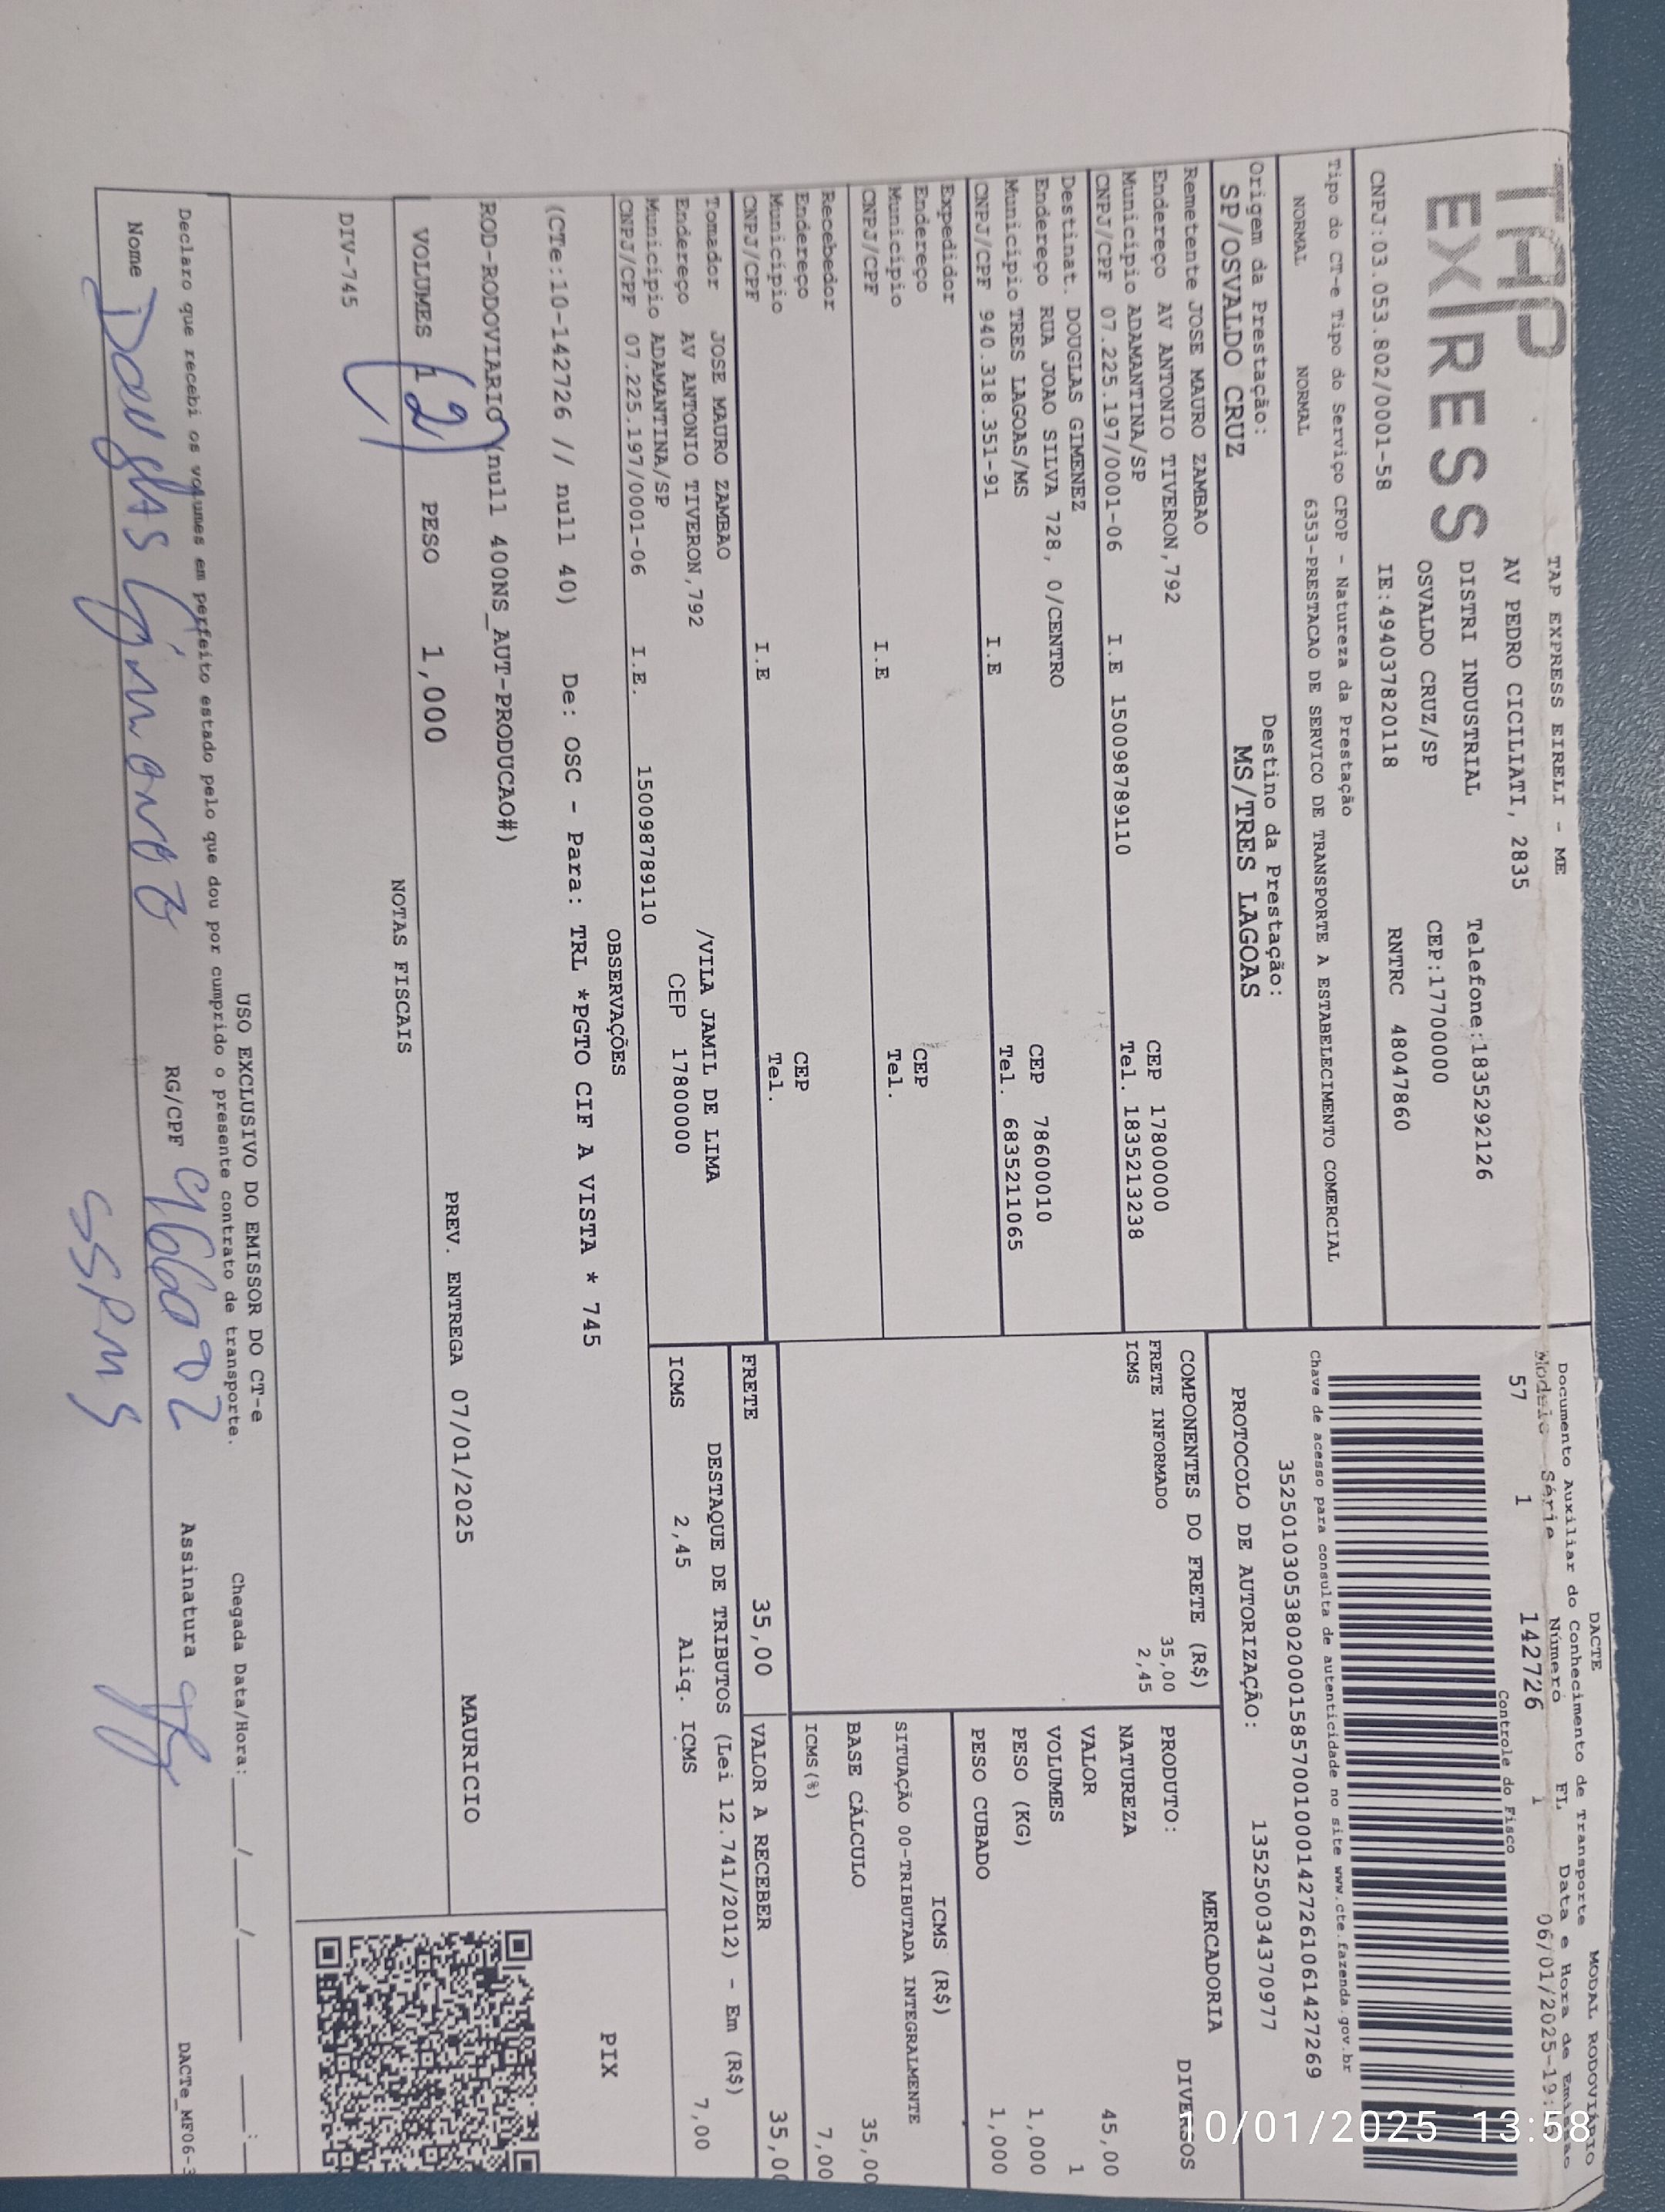 TAP
EX|RESS
TAP EXPRESS EIRELI - ME
AV PEDRO CICILIATI, 2835
DISTRI INDUSTRIAL Telefone:1835292126
OSVALDO CRUZ/SP CEP:17700000
CNPJ:03.053.802/0001-58 IE:494037820118 RNTRC 48047860
DACTE MODAL RODOVIÁRIO
Documento Auxiliar do Conhecimento de Transporte
Modelo Série Número FL Data e Hora de Emissão
57 1 142726 1 06/01/2025-19:
Controle do Fisco
Chave de acesso para consulta de autenticidade no site www.cte.fazenda.gov.br
35250103053802000158570010001427261061427269
PROTOCOLO DE AUTORIZAÇÃO: 135250034370977
Tipo do CT-e Tipo do Serviço CFOP - Natureza da Prestação
NORMAL NORMAL 6353-PRESTACAO DE SERVICO DE TRANSPORTE A ESTABELECIMENTO COMERCIAL
Origem da Prestação: Destino da Prestação:
SP/OSVALDO CRUZ MS/TRES LAGOAS
Remetente JOSE MAURO ZAMBAO
Endereço AV ANTONIO TIVERON,792 CEP 17800000
Município ADAMANTINA/SP Tel. 1835213238
CNPJ/CPF 07.225.197/0001-06 I.E 150098789110
Destinat. DOUGLAS GIMENEZ
Endereço RUA JOAO SILVA 728, 0/CENTRO CEP 78600010
Município TRES LAGOAS/MS Tel. 6835211065
CNPJ/CPF 940.318.351-91 I.E
Expedidor
Endereço CEP
Município Tel.
CNPJ/CPF I.E
Recebedor
Endereço CEP
Município Tel.
CNPJ/CPF I.E
Tomador JOSE MAURO ZAMBAO
Endereço AV ANTONIO TIVERON,792 /VILA JAMIL DE LIMA
Município ADAMANTINA/SP CEP 17800000
CNPJ/CPF 07.225.197/0001-06 I.E. 150098789110
COMPONENTES DO FRETE (R$)
FRETE INFORMADO 35,00
ICMS 2,45
MERCADORIA
PRODUTO: DIVERSOS
NATUREZA
VALOR 45,00
VOLUMES 1
PESO (KG) 1,000
PESO CUBADO 1,000
ICMS (R$)
SITUAÇÃO 00-TRIBUTADA INTEGRALMENTE
BASE CÁLCULO 35,00
ICMS(%) 7,00
FRETE 35,00 VALOR A RECEBER 35,00
DESTAQUE DE TRIBUTOS (Lei 12.741/2012) - Em (R$)
ICMS 2,45 Aliq. ICMS 7,00
OBSERVAÇÕES
(CTe:10-142726 // null 40) De: OSC - Para: TRL *PGTO CIF A VISTA * 745
ROD-RODOVIARIO (null 400NS_AUT-PRODUCAO#)
PIX
PREV. ENTREGA 07/01/2025 MAURICIO
VOLUMES 1 (2) PESO 1,000
NOTAS FISCAIS
DIV-745
USO EXCLUSIVO DO EMISSOR DO CT-e
Declaro que recebi os volumes em perfeito estado pelo que dou por cumprido o presente contrato de transporte.
Chegada Data/Hora:____/____/______ ___:__
Nome Douglas Gimenez RG/CPF 966002 Assinatura
SSPMS
DACTe_MF06-3
10/01/2025 13:58